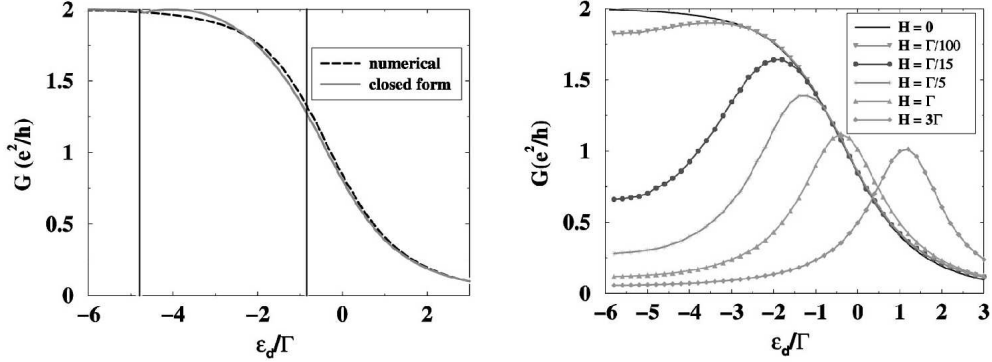 2
1.5
1
0.5
0
G (e²/h)
-6
-4
-2
0
2
ε_d/Γ
numerical
closed form
2
1.5
1
0.5
0
G(e²/h)
-6
-5
-4
-3
-2
-1
0
1
2
3
ε_d/Γ
H = 0
H = Γ/100
H = Γ/15
H = Γ/5
H = Γ
H = 3Γ